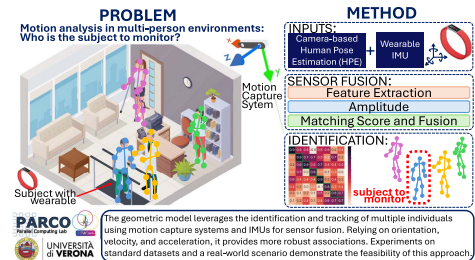 PROBLEM
Motion analysis in multi-person environments:
Who is the subject to monitor?
Z
X
Y
Motion
Capture
Sytem
Subject with
wearable
METHOD
INPUTS:
Camera-based
Human Pose
Estimation (HPE)
+
Wearable
IMU
SENSOR FUSION:
Feature Extraction
Amplitude
Matching Score and Fusion
IDENTIFICATION:
subject to
monitor
PARCO
Parallel Computing Lab
UNIVERSITÀ
di VERONA
The geometric model leverages the identification and tracking of multiple individuals
using motion capture systems and IMUs for sensor fusion. Relying on orientation,
velocity, and acceleration, it provides more robust associations. Experiments on
standard datasets and a real-world scenario demonstrate the feasibility of this approach